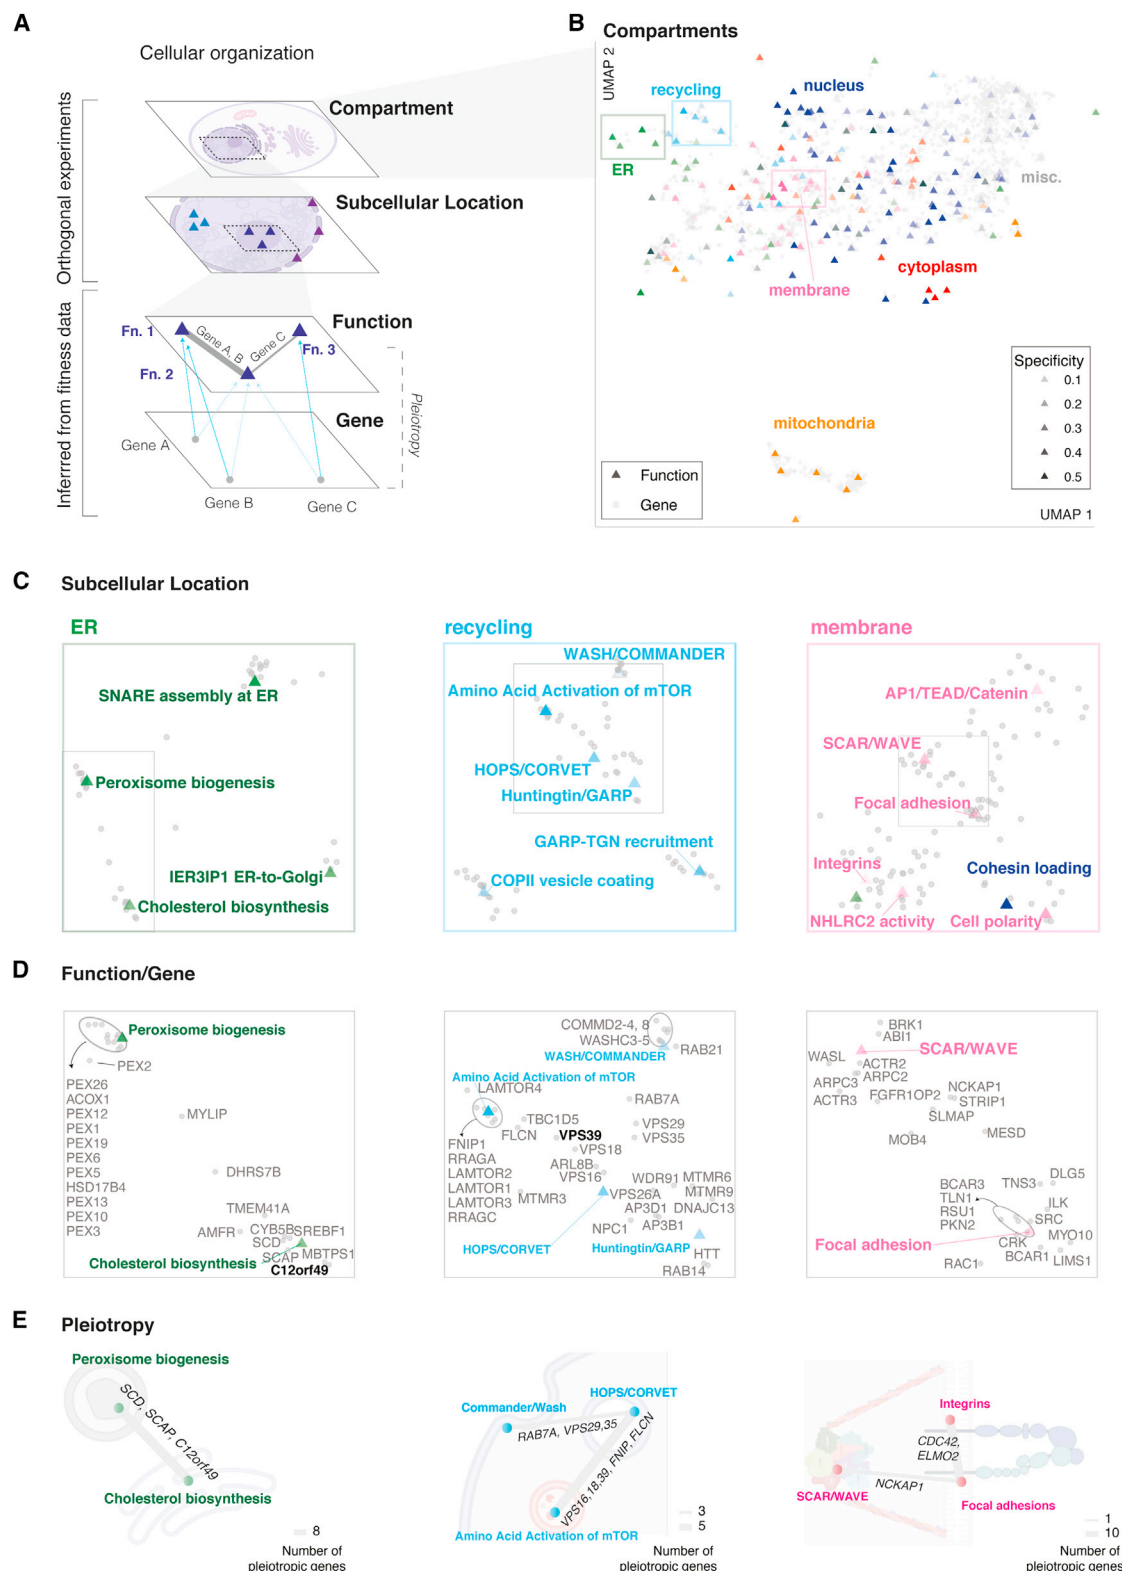 A
Cellular organization
Orthogonal experiments
Inferrred from fitness data
Compartment
Subcellular Location
Function
Fn. 1
Gene A, B
Gene C
Fn. 3
Fn. 2
Pleiotropy
Gene
Gene A
Gene B
Gene C
B
Compartments
UMAP 2
recycling
nucleus
ER
misc.
membrane
cytoplasm
mitochondria
Specificity
0.1
0.2
0.3
0.4
0.5
Function
Gene
UMAP 1
C
Subcellular Location
ER
SNARE assembly at ER
Peroxisome biogenesis
IER3IP1 ER-to-Golgi
Cholesterol biosynthesis
recycling
WASH/COMMANDER
Amino Acid Activation of mTOR
HOPS/CORVET
Huntingtin/GARP
GARP-TGN recruitment
COPII vesicle coating
membrane
AP1/TEAD/Catenin
SCAR/WAVE
Focal adhesion
Integrins
Cohesin loading
NHLRC2 activity
Cell polarity
D
Function/Gene
Peroxisome biogenesis
PEX2
PEX26
ACOX1
PEX12
PEX1
PEX19
PEX6
PEX5
HSD17B4
PEX13
PEX10
PEX3
MYLIP
DHRS7B
TMEM41A
AMFR
CYB5B
SREBF1
SCD
SCAP
MBTPS1
Cholesterol biosynthesis
C12orf49
COMMD2-4, 8
WASHC3-5
WASH/COMMANDER
RAB21
Amino Acid Activation of mTOR
LAMTOR4
TBC1D5
FLCN
VPS39
RAB7A
VPS29
VPS35
FNIP1
RRAGA
LAMTOR2
LAMTOR1
LAMTOR3
RRAGC
VPS18
ARL8B
VPS16
MTMR3
VPS26A
WDR91
MTMR6
MTMR9
DNAJC13
AP3D1
AP3B1
NPC1
HOPS/CORVET
Huntingtin/GARP
HTT
RAB14
BRK1
ABI1
SCAR/WAVE
WASL
ACTR2
ARPC2
ARPC3
ACTR3
FGFR1OP2
NCKAP1
STRIP1
SLMAP
MOB4
MESD
DLG5
TNS3
BCAR3
TLN1
RSU1
PKN2
ILK
SRC
MYO10
CRK
BCAR1
LIMS1
Focal adhesion
RAC1
E
Pleiotropy
Peroxisome biogenesis
SCD, SCAP, C12orf49
Cholesterol biosynthesis
8
Number of
pleiotropic genes
HOPS/CORVET
Commander/Wash
RAB7A, VPS29,35
VPS16,18,39, FNIP, FLCN
Amino Acid Activation of mTOR
3
5
Number of
pleiotropic genes
Integrins
CDC42,
ELMO2
NCKAP1
SCAR/WAVE
Focal adhesions
1
10
Number of
pleiotropic genes